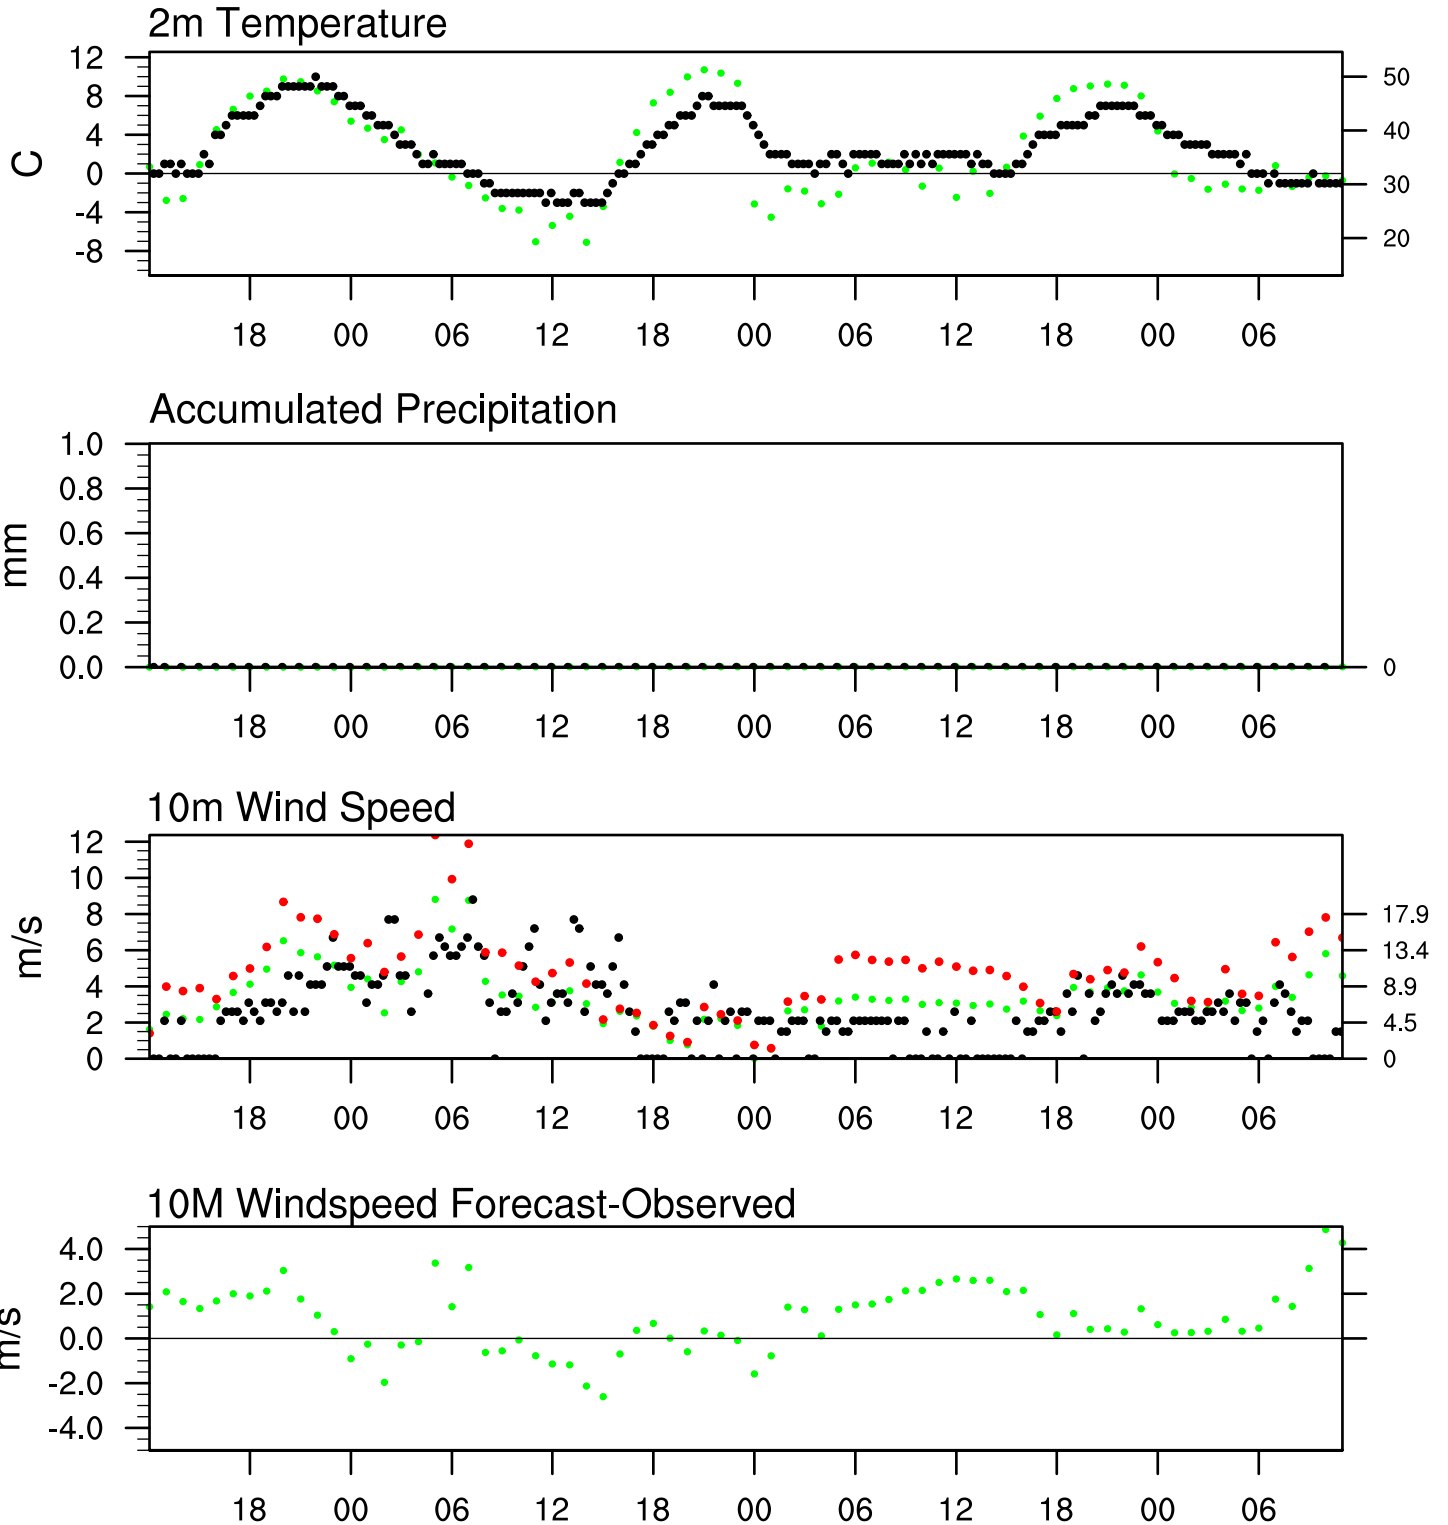 2m Temperature
12
8
4
0
-4
-8
C
50
40
30
20
18 00 06 12 18 00 06 12 18 00 06
Accumulated Precipitation
1.0
0.8
0.6
0.4
0.2
0.0
mm
0
18 00 06 12 18 00 06 12 18 00 06
10m Wind Speed
12
10
8
6
4
2
0
m/s
17.9
13.4
8.9
4.5
0
18 00 06 12 18 00 06 12 18 00 06
10M Windspeed Forecast-Observed
4.0
2.0
0.0
-2.0
-4.0
m/s
18 00 06 12 18 00 06 12 18 00 06